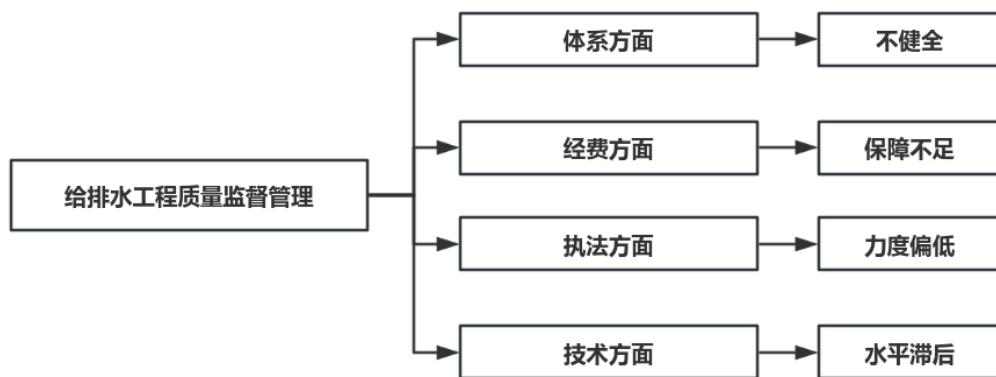 体系方面
不健全
经费方面
保障不足
给排水工程质量监督管理
执法方面
力度偏低
技术方面
水平滞后